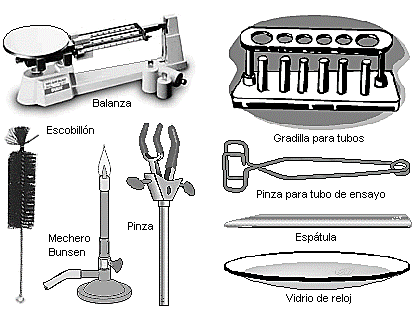 Balanza
Gradilla para tubos
Escobillón
Pinza para tubo de ensayo
Mechero
Bunsen
Pinza
Espátula
Vidrio de reloj